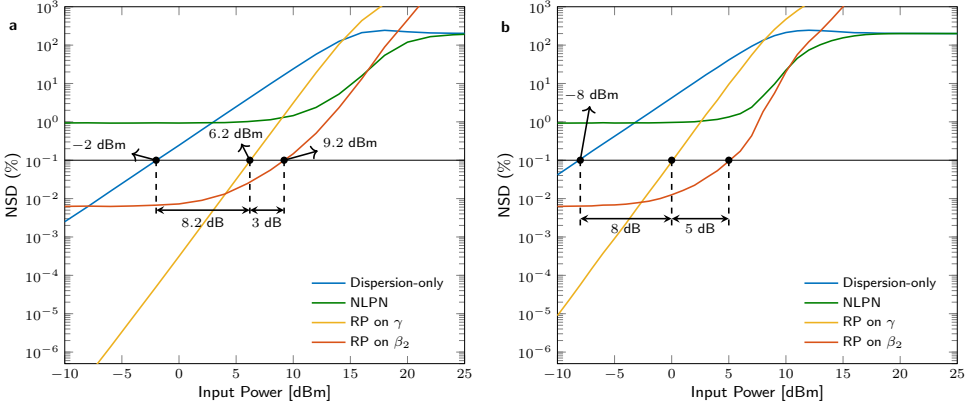 a
NSD (%)
10^3
10^2
10^1
10^0
10^−1
10^−2
10^−3
10^−4
10^−5
10^−6
−2 dBm
6.2 dBm
9.2 dBm
8.2 dB
3 dB
Dispersion-only
NLPN
RP on γ
RP on β_2
−10 −5 0 5 10 15 20 25
Input Power [dBm]
b
NSD (%)
10^3
10^2
10^1
10^0
10^−1
10^−2
10^−3
10^−4
10^−5
10^−6
−8 dBm
8 dB
5 dB
Dispersion-only
NLPN
RP on γ
RP on β_2
−10 −5 0 5 10 15 20 25
Input Power [dBm]